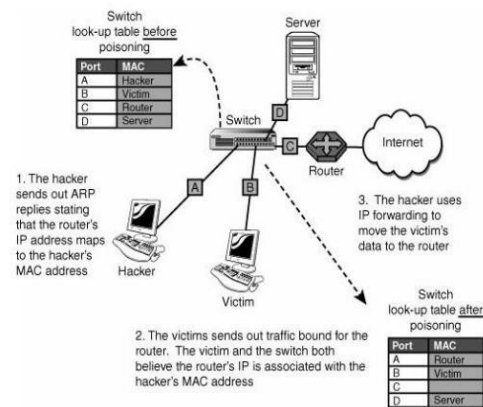 Switch
look-up table before
poisoning
Port MAC
A Hacker
B Victim
C Router
D Server
Server
D
Switch
C
Router
Internet
A
B
1. The hacker
sends out ARP
replies stating
that the router's
IP address maps
to the hacker's
MAC address
Hacker
Victim
3. The hacker uses
IP forwarding to
move the victim's
data to the router
2. The victims sends out traffic bound for the
router. The victim and the switch both
believe the router's IP is associated with the
hacker's MAC address
Switch
look-up table after
poisoning
Port MAC
A Router
B Victim
C
D Server